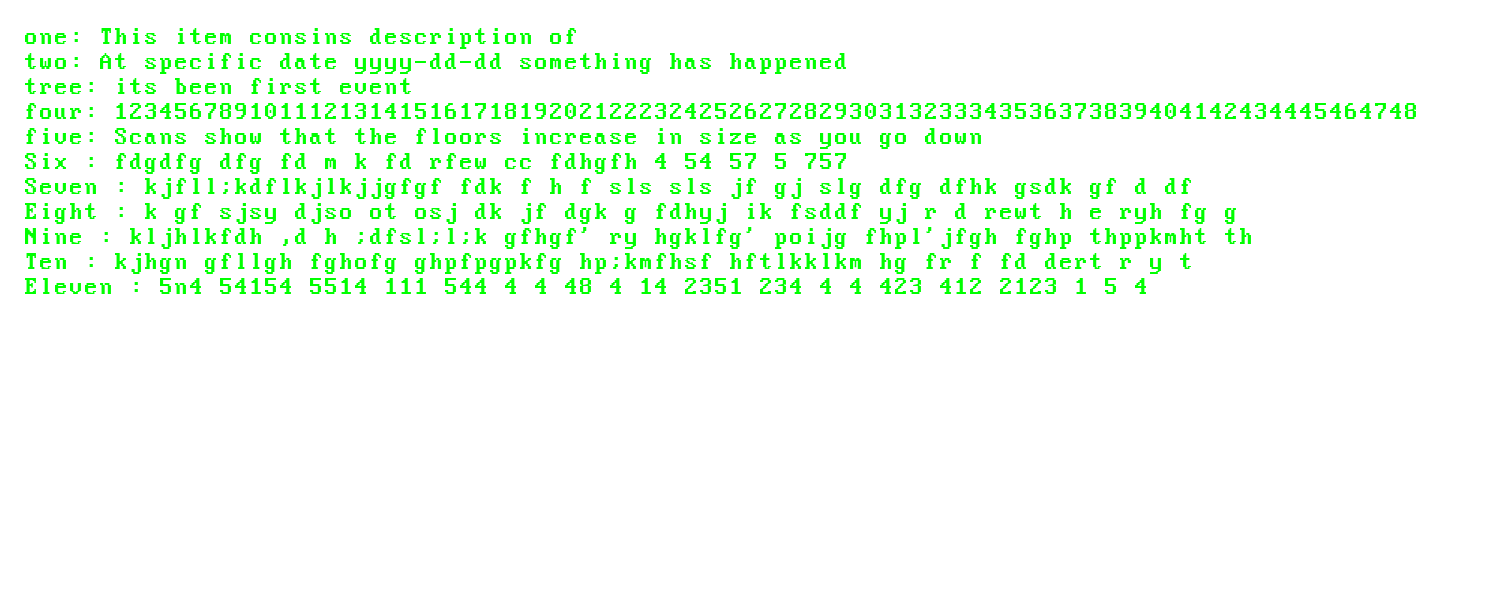 one: This item consins description of
two: At specific date yyyy-dd-dd something has happened
tree: its been first event
four: 123456789101112131415161718192021222324252627282930313233343536373839404142434445464748
five: Scans show that the floors increase in size as you go down
Six : fdgdfg dfg fd m k fd rfew cc fdhgfh 4 54 57 5 757
Seven : kjfll;kdflkjlkjjgfgf fdk f h f sls sls jf gj slg dfg dfhk gsdk gf d df
Eight : k gf sjsy djso ot osj dk jf dgk g fdhyj ik fsddf yj r d rewt h e ryh fg g
Nine : kljhlkfdh ,d h ;dfsl;l;k gfhgf' ry hgklfg' poijg fhpl'jfgh fghp thppkmht th
Ten : kjhgn gfllgh fghofg ghpfpgpkfg hp;kmfhsf hftlkklkm hg fr f fd dert r y t
Eleven : 5n4 54154 5514 111 544 4 4 48 4 14 2351 234 4 4 423 412 2123 1 5 4